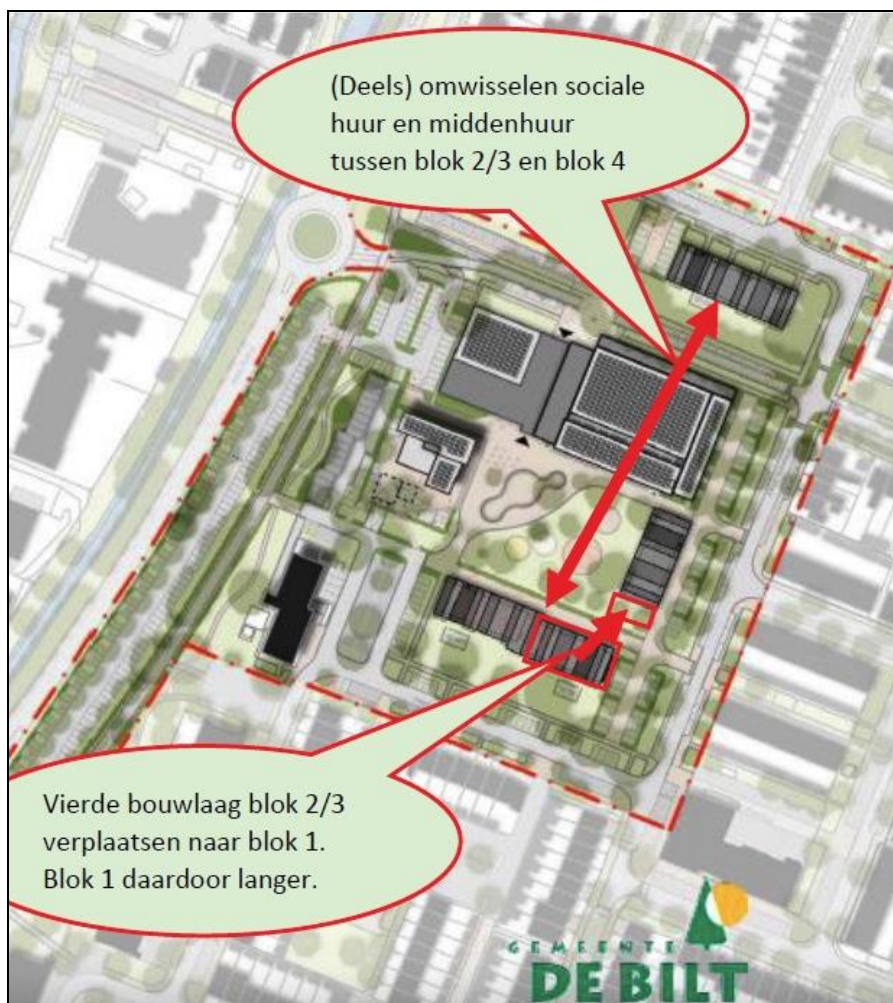 (Deels) omwisselen sociale
huur en middenhuur
tussen blok 2/3 en blok 4
Vierde bouwlaag blok 2/3
verplaatsen naar blok 1.
Blok 1 daardoor langer.
GEMEENTE
DE BILT